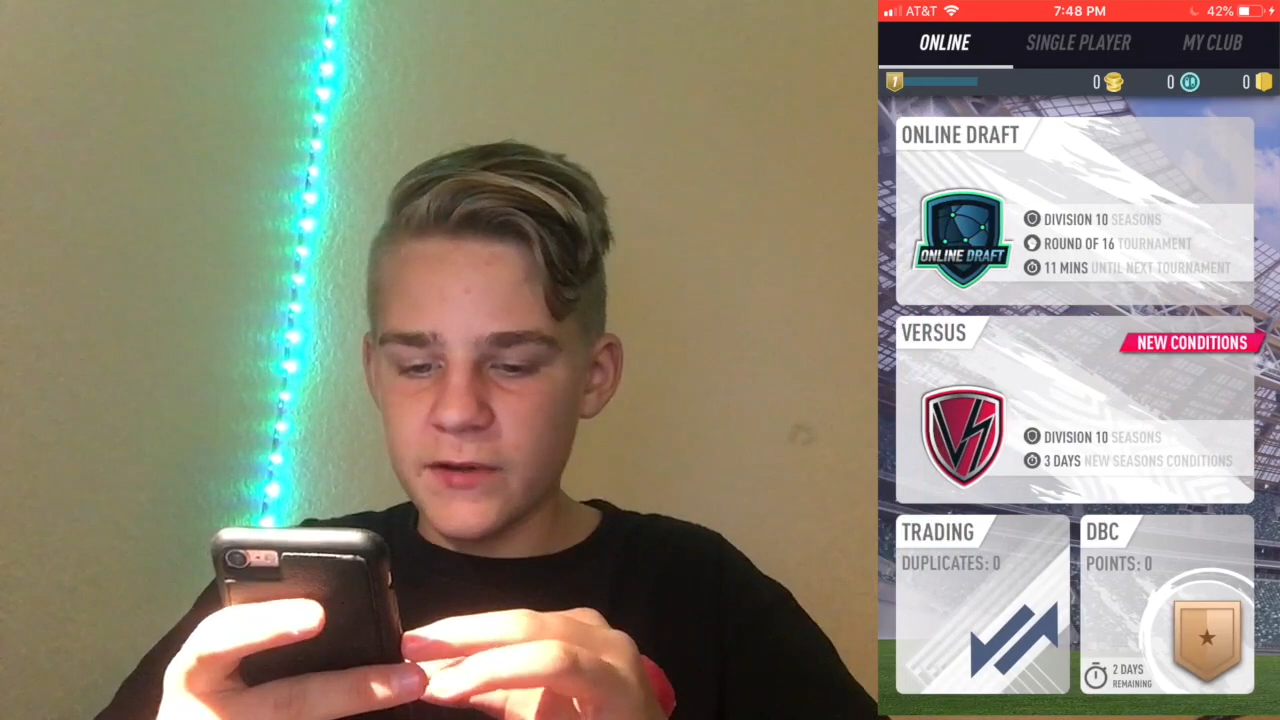 AT&T 7:48 PM 42%
ONLINE SINGLE PLAYER MY CLUB
1 0 0 0
ONLINE DRAFT
DIVISION 10 SEASONS
ROUND OF 16 TOURNAMENT
ONLINE DRAFT
11 MINS UNTIL NEXT TOURNAMENT
VERSUS
NEW CONDITIONS
VS
DIVISION 10 SEASONS
3 DAYS NEW SEASONS CONDITIONS
TRADING
DUPLICATES: 0
DBC
POINTS: 0
2 DAYS
REMAINING